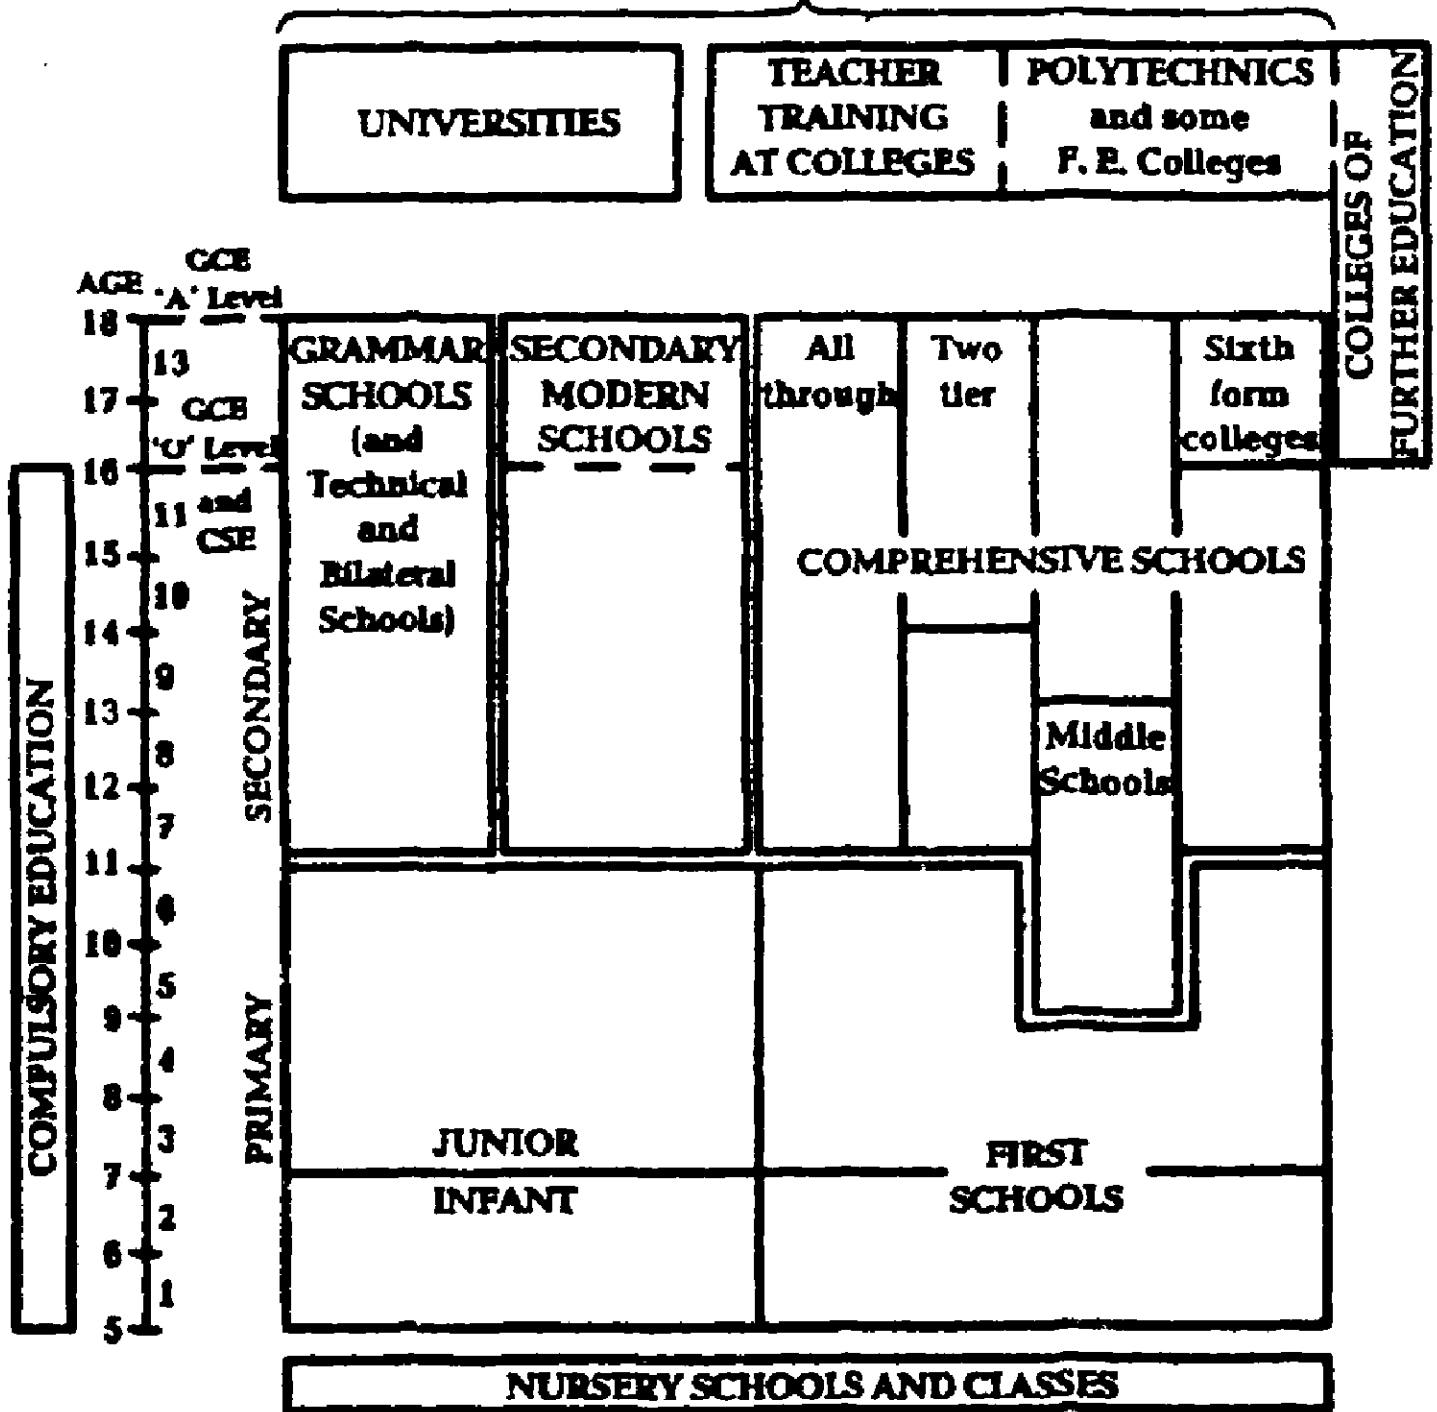 UNIVERSITIES
TEACHER
TRAINING
AT COLLEGES
POLYTECHNICS
and some
F. E. Colleges
COLLEGES OF
FURTHER EDUCATION
AGE
GCE
'A' Level
18
13
17
GCE
'O' Level
16
11
and
CSE
15
10
14
9
13
8
12
7
11
6
10
5
9
4
8
3
7
2
6
1
5
COMPULSORY EDUCATION
SECONDARY
PRIMARY
GRAMMAR
SCHOOLS
(and
Technical
and
Bilateral
Schools)
SECONDARY
MODERN
SCHOOLS
All
through
Two
tier
Sixth
form
colleges
COMPREHENSIVE SCHOOLS
Middle
Schools
JUNIOR
INFANT
FIRST
SCHOOLS
NURSERY SCHOOLS AND CLASSES